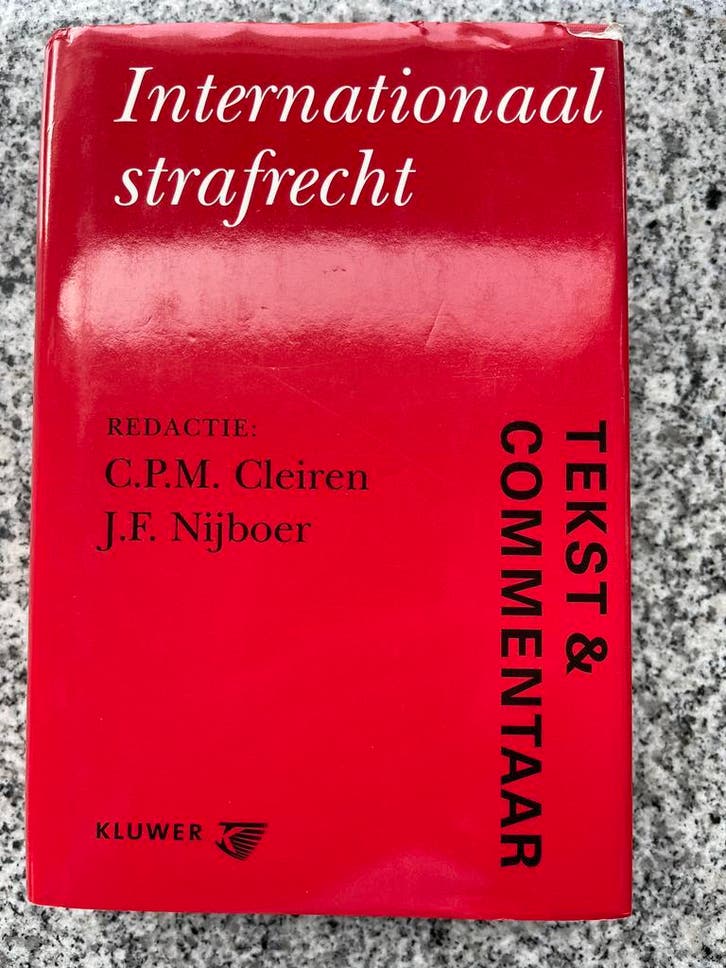 Internationaal
strafrecht
REDACTIE:
C.P.M. Cleiren
J.F. Nijboer
TEKST &
COMMENTAAR
KLUWER